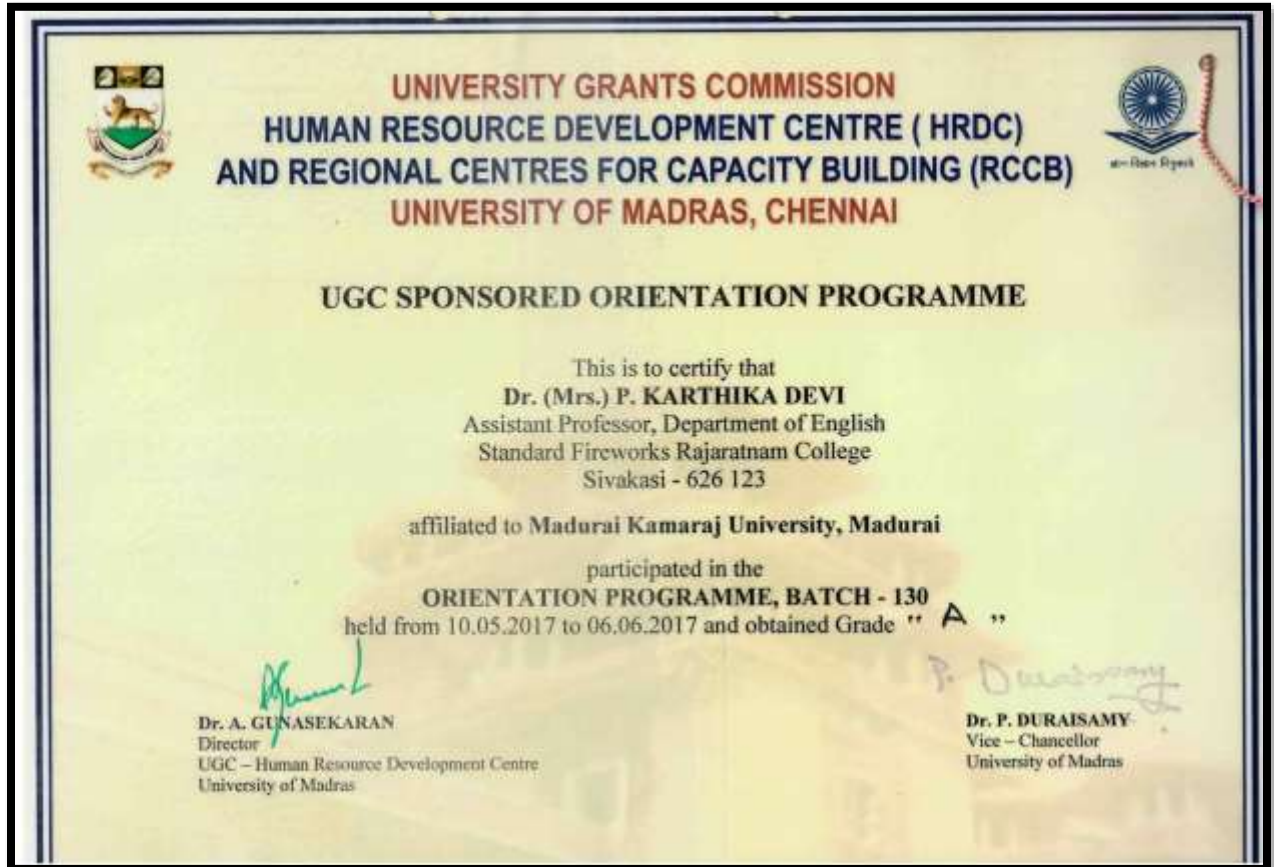 UNIVERSITY GRANTS COMMISSION
HUMAN RESOURCE DEVELOPMENT CENTRE ( HRDC)
AND REGIONAL CENTRES FOR CAPACITY BUILDING (RCCB)
UNIVERSITY OF MADRAS, CHENNAI
UGC SPONSORED ORIENTATION PROGRAMME
This is to certify that
Dr. (Mrs.) P. KARTHIKA DEVI
Assistant Professor, Department of English
Standard Fireworks Rajaratnam College
Sivakasi - 626 123
affiliated to Madurai Kamaraj University, Madurai
participated in the
ORIENTATION PROGRAMME, BATCH - 130
held from 10.05.2017 to 06.06.2017 and obtained Grade " A "
P. Duraisamy
Dr. A. GUNASEKARAN
Director
UGC – Human Resource Development Centre
University of Madras
Dr. P. DURAISAMY
Vice – Chancellor
University of Madras